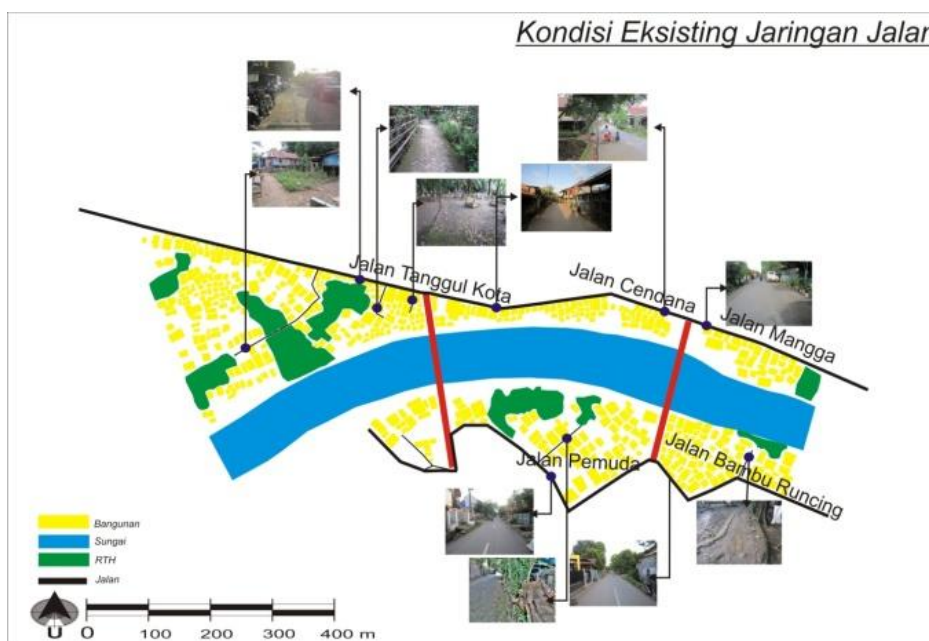 Kondisi Eksisting Jaringan Jalan
Jalan Tanggul Kota
Jalan Cendana
Jalan Mangga
Jalan Pemuda
Jalan Bambu Runcing
Bangunan
Sungai
RTH
Jalan
U
0 100 200 300 400 m